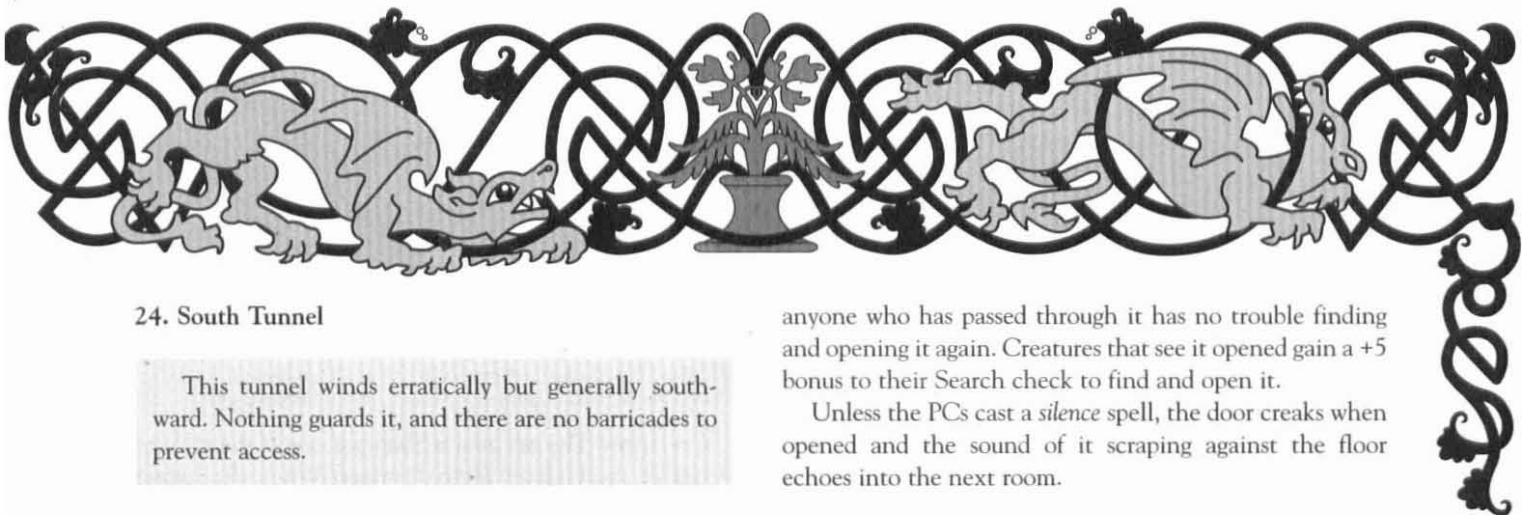 24. South Tunnel
This tunnel winds erratically but generally south-
ward. Nothing guards it, and there are no barricades to
prevent access.
anyone who has passed through it has no trouble finding
and opening it again. Creatures that see it opened gain a +5
bonus to their Search check to find and open it.
Unless the PCs cast a silence spell, the door creaks when
opened and the sound of it scraping against the floor
echoes into the next room.